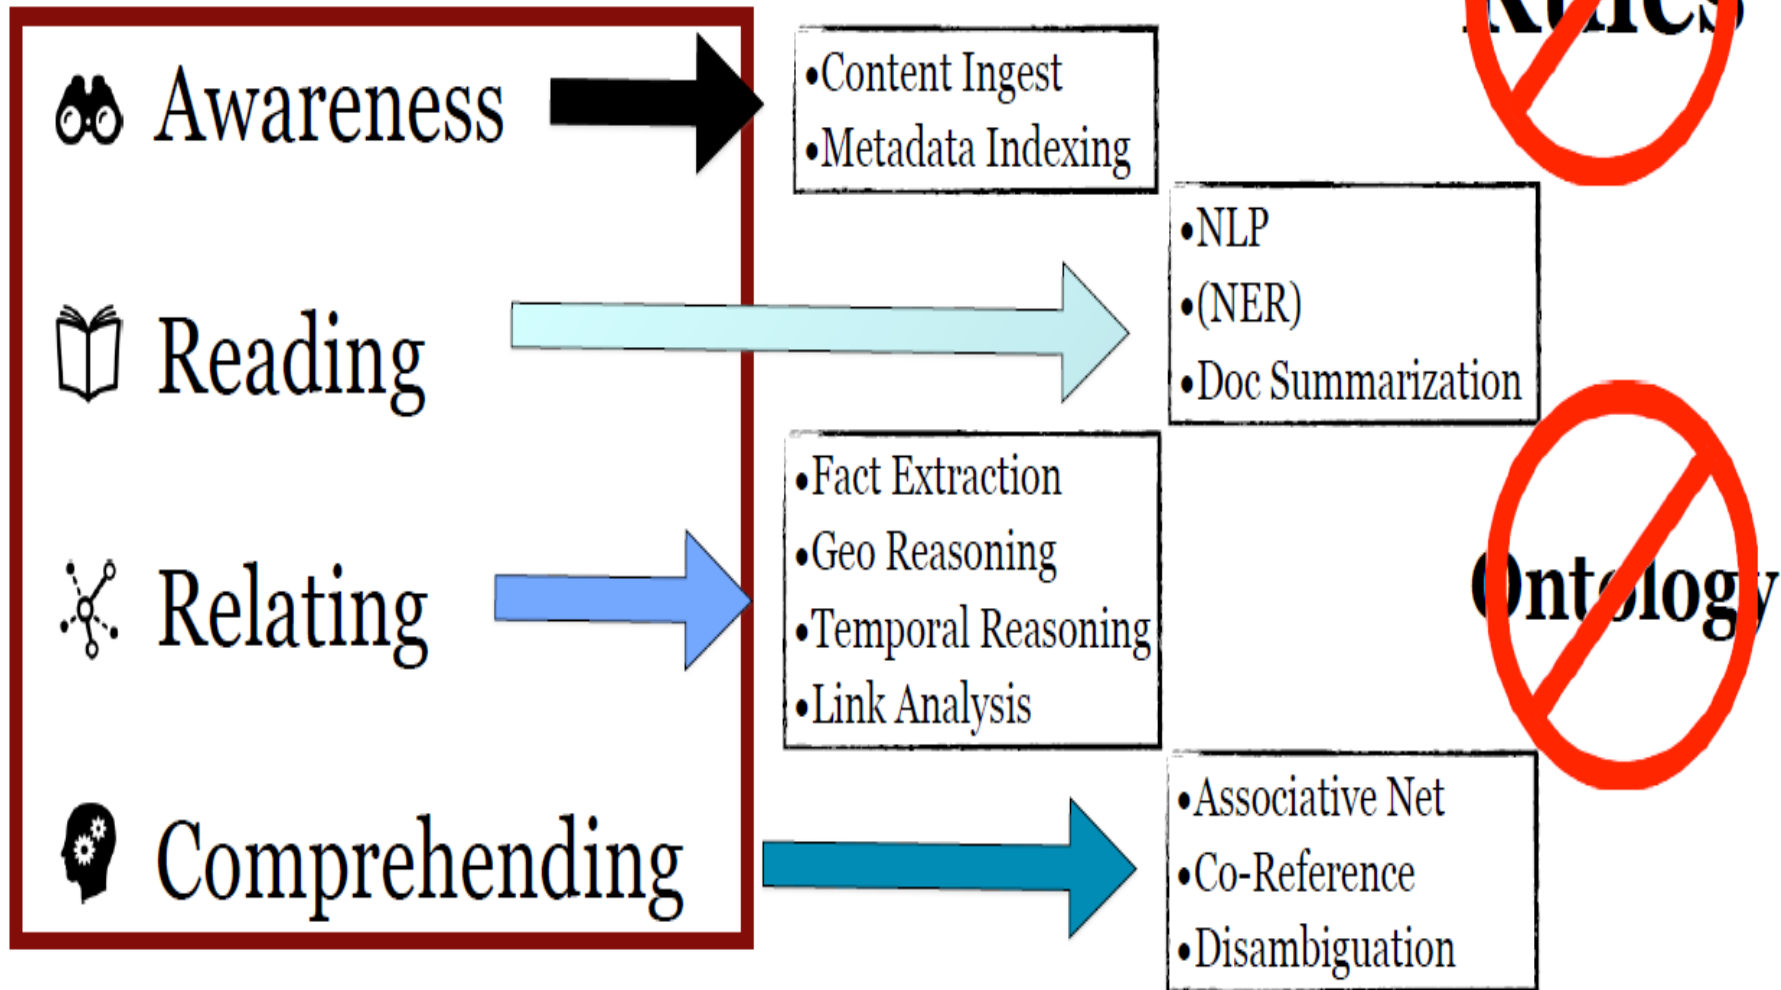 Rules
Awareness
•Content Ingest
•Metadata Indexing
Reading
•NLP
•(NER)
•Doc Summarization
Relating
•Fact Extraction
•Geo Reasoning
•Temporal Reasoning
•Link Analysis
Ontology
Comprehending
•Associative Net
•Co-Reference
•Disambiguation